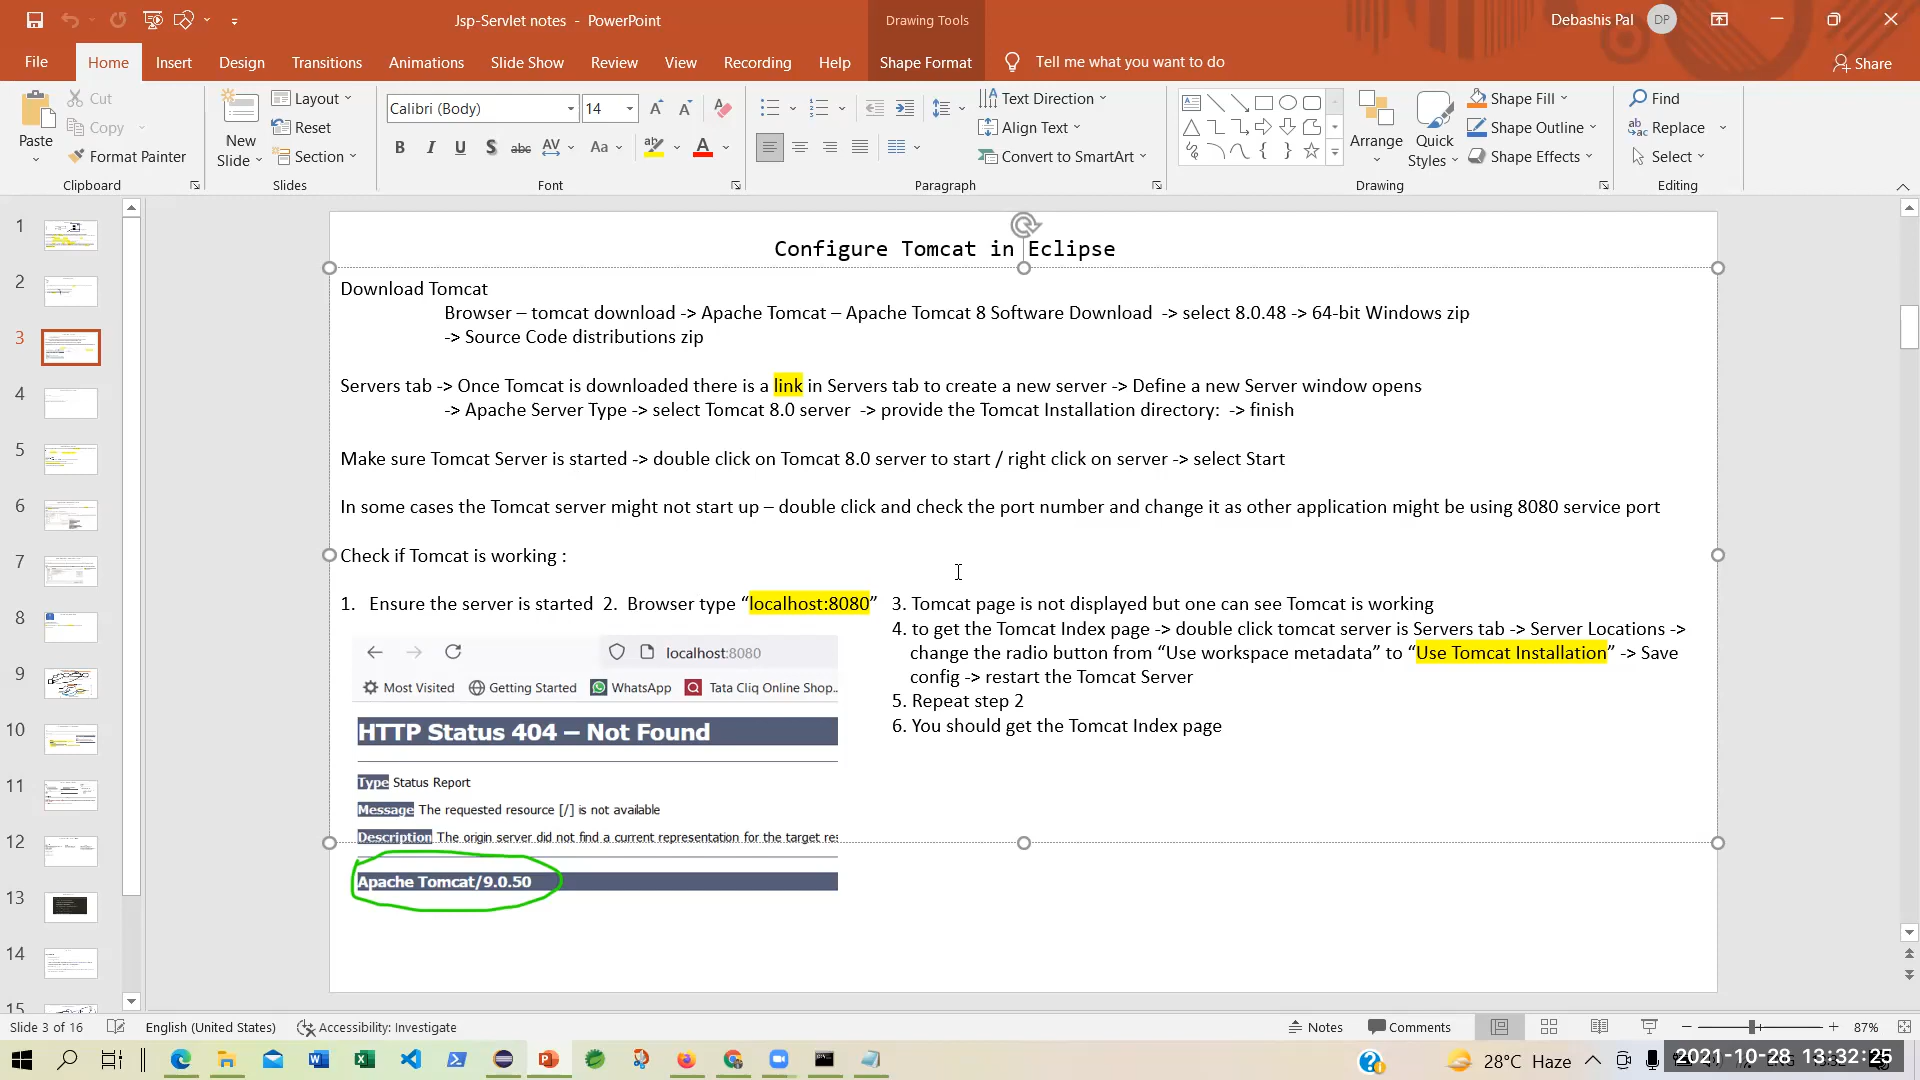 Jsp-Servlet notes - PowerPoint
Drawing Tools
Debashis Pal
DP
File
Home
Insert
Design
Transitions
Animations
Slide Show
Review
View
Recording
Help
Shape Format
Tell me what you want to do
Share
Paste
Cut
Copy
Format Painter
Clipboard
New
Slide
Layout
Reset
Section
Slides
Calibri (Body)
14
Font
Text Direction
Align Text
Convert to SmartArt
Paragraph
Arrange
Quick
Styles
Shape Fill
Shape Outline
Shape Effects
Drawing
Find
Replace
Select
Editing
1
2
3
4
5
6
7
8
9
10
11
12
13
14
15
Configure Tomcat in Eclipse
Download Tomcat
Browser – tomcat download -> Apache Tomcat – Apache Tomcat 8 Software Download -> select 8.0.48 -> 64-bit Windows zip
-> Source Code distributions zip
Servers tab -> Once Tomcat is downloaded there is a link in Servers tab to create a new server -> Define a new Server window opens
-> Apache Server Type -> select Tomcat 8.0 server -> provide the Tomcat Installation directory: -> finish
Make sure Tomcat Server is started -> double click on Tomcat 8.0 server to start / right click on server -> select Start
In some cases the Tomcat server might not start up – double click and check the port number and change it as other application might be using 8080 service port
Check if Tomcat is working :
1. Ensure the server is started 2. Browser type “localhost:8080”
3. Tomcat page is not displayed but one can see Tomcat is working
4. to get the Tomcat Index page -> double click tomcat server is Servers tab -> Server Locations ->
change the radio button from “Use workspace metadata” to “Use Tomcat Installation” -> Save
config -> restart the Tomcat Server
5. Repeat step 2
6. You should get the Tomcat Index page
localhost:8080
Most Visited
Getting Started
WhatsApp
Tata Cliq Online Shop..
HTTP Status 404 – Not Found
Type Status Report
Message The requested resource [/] is not available
Description The origin server did not find a current representation for the target re
Apache Tomcat/9.0.50
Slide 3 of 16
English (United States)
Accessibility: Investigate
Notes
Comments
87%
28°C Haze
2021-10-28 13:32:25